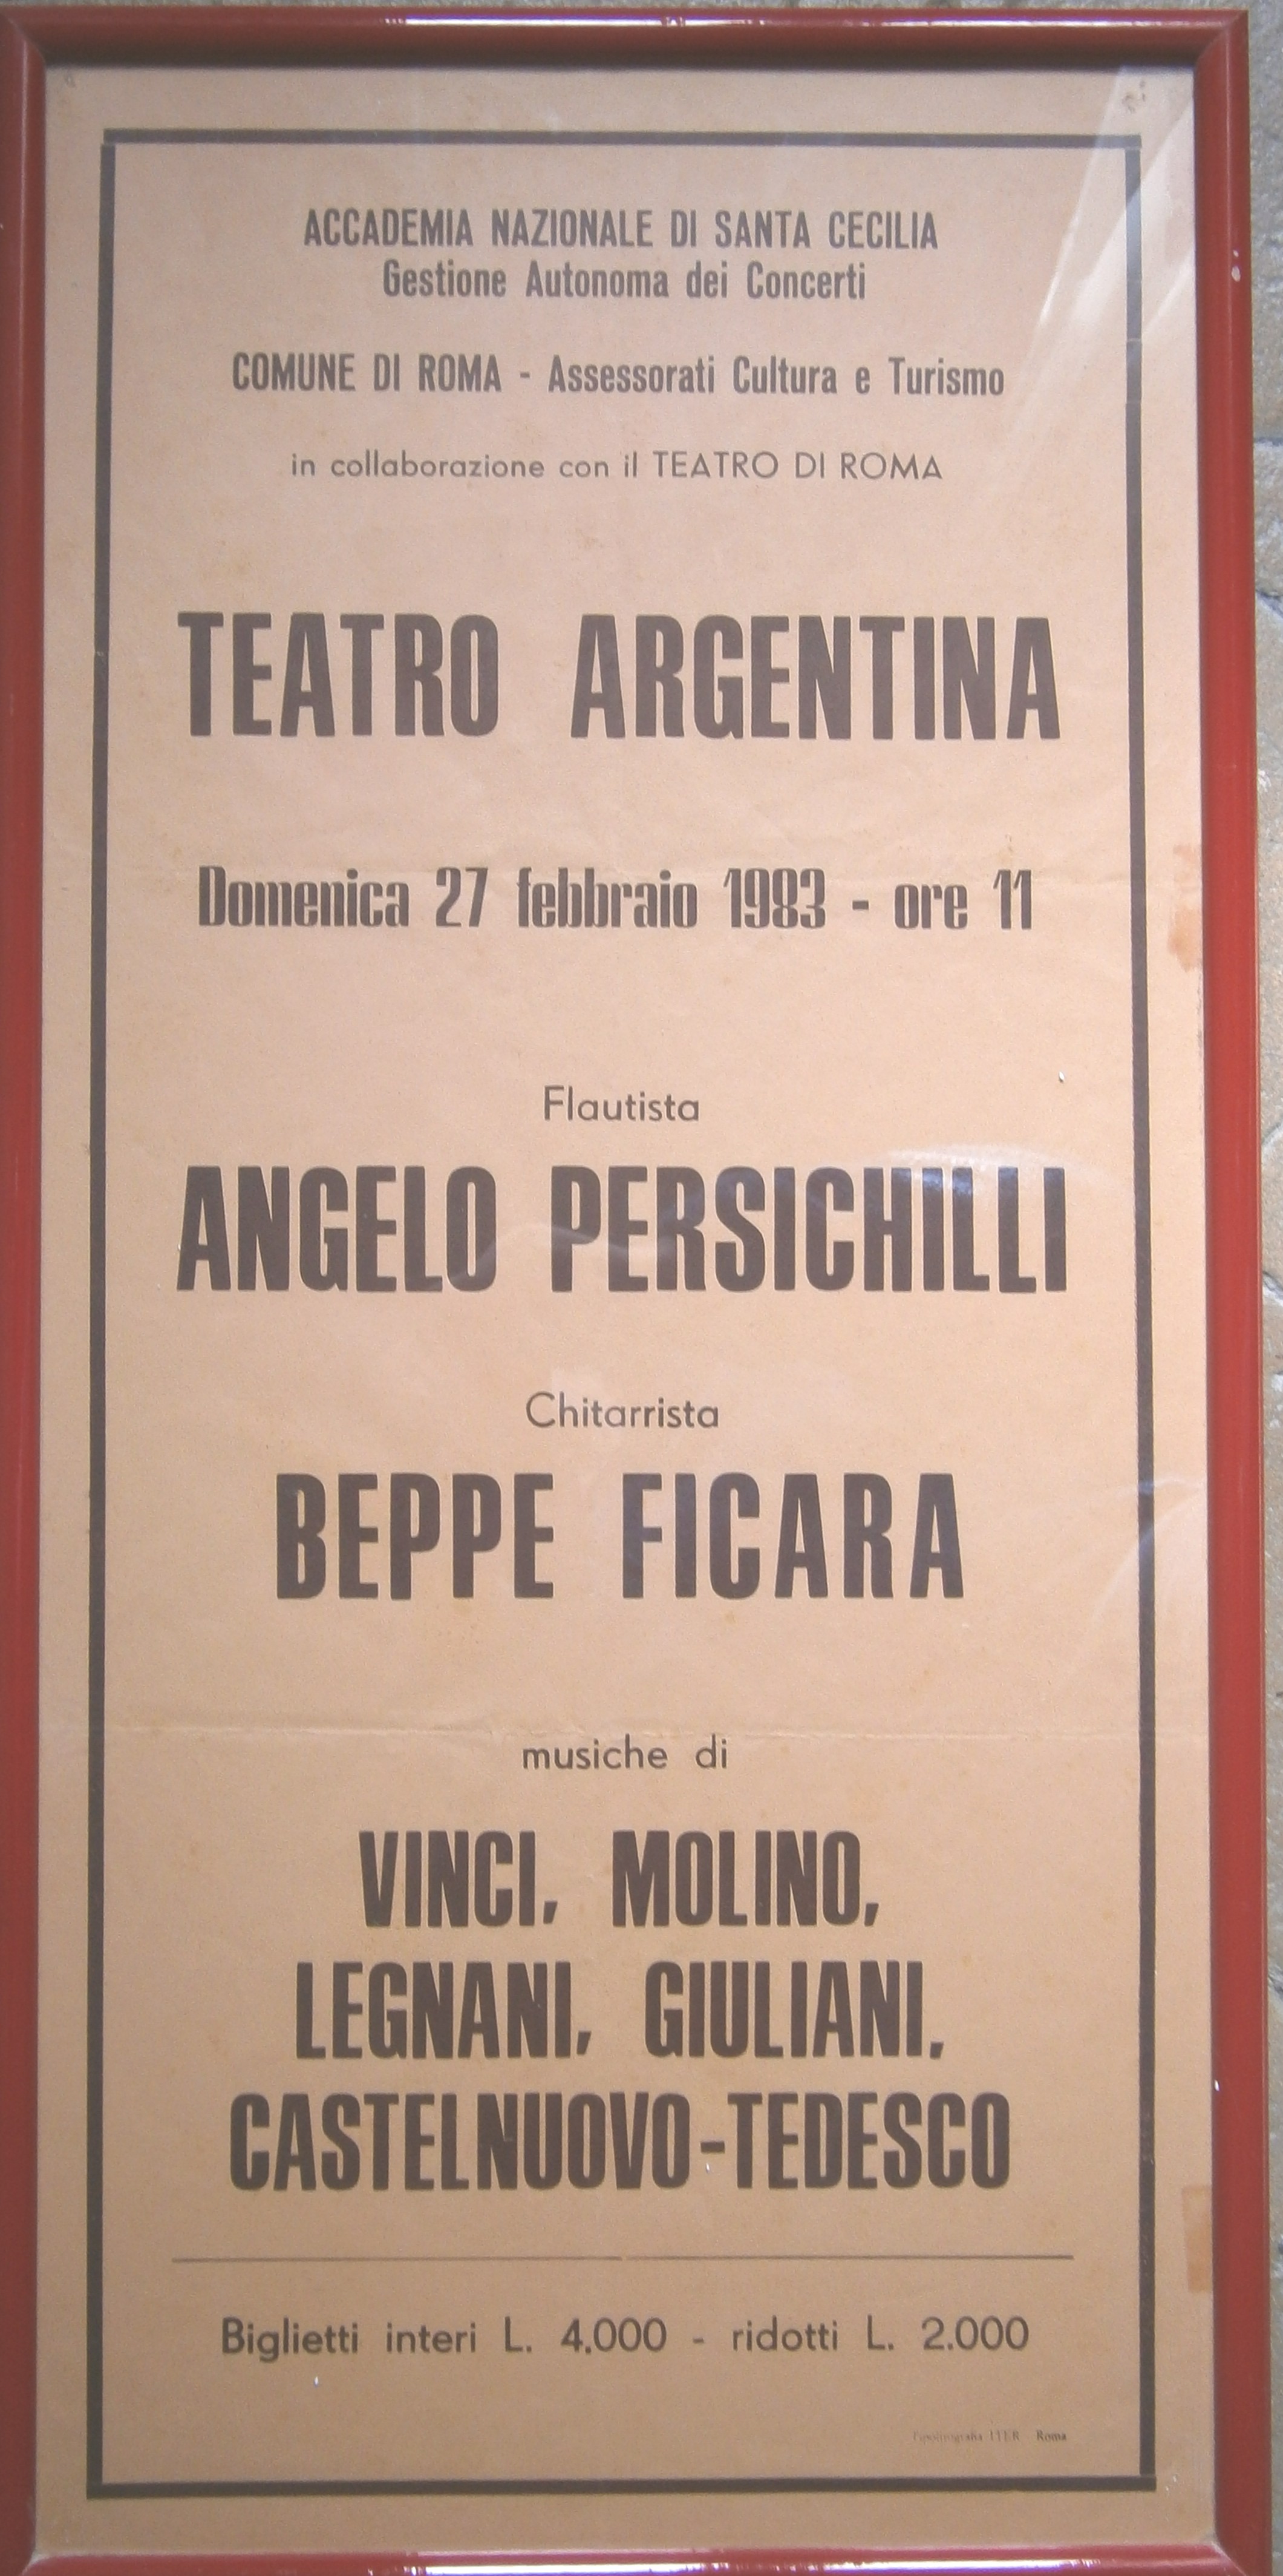 ACCADEMIA NAZIONALE DI SANTA CECILIA
Gestione Autonoma dei Concerti
COMUNE DI ROMA - Assessorati Cultura e Turismo
in collaborazione con il TEATRO DI ROMA
TEATRO ARGENTINA
Domenica 27 febbraio 1983 - ore 11
Flautista
ANGELO PERSICHILLI
Chitarrista
BEPPE FICARA
musiche di
VINCI, MOLINO,
LEGNANI, GIULIANI,
CASTELNUOVO-TEDESCO
Biglietti interi L. 4.000 - ridotti L. 2.000
Roma